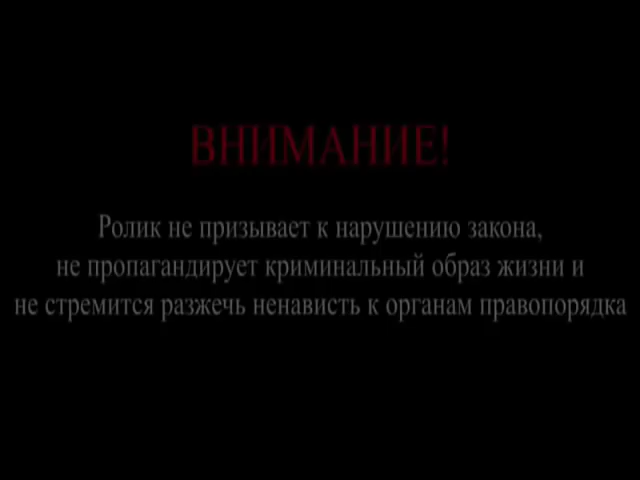 ВНИМАНИЕ!
Ролик не призывает к нарушению закона,
не пропагандирует криминальный образ жизни и
не стремится разжечь ненависть к органам правопорядка